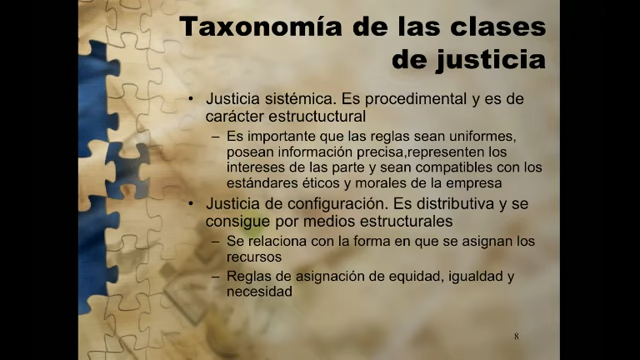 Taxonomía de las clases
de justicia
• Justicia sistémica. Es procedimental y es de
carácter estructuctural
– Es importante que las reglas sean uniformes,
posean información precisa,representen los
intereses de las parte y sean compatibles con los
estándares éticos y morales de la empresa
• Justicia de configuración. Es distributiva y se
consigue por medios estructurales
– Se relaciona con la forma en que se asignan los
recursos
– Reglas de asignación de equidad, igualdad y
necesidad
8